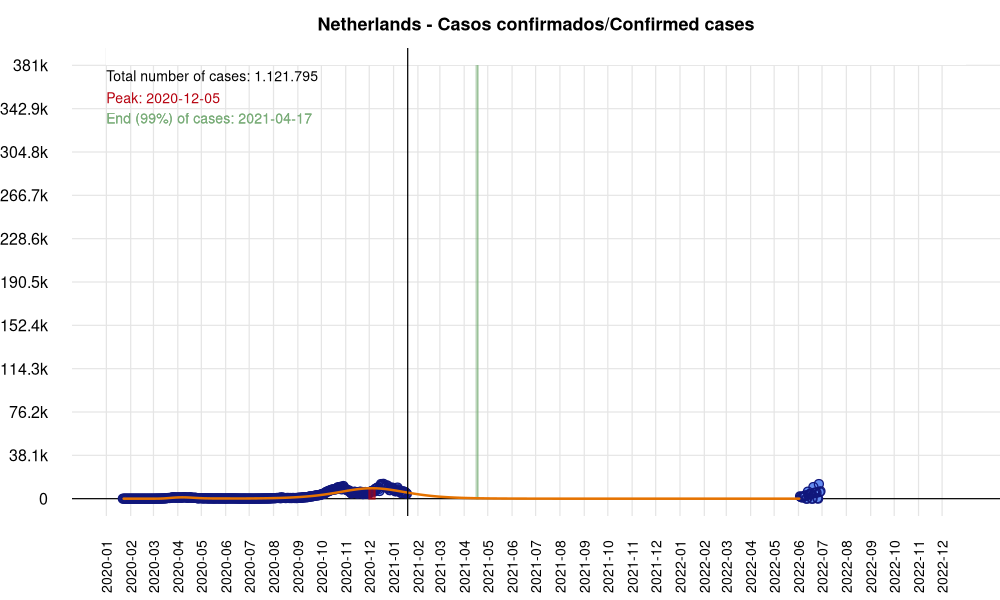 Netherlands - Casos confirmados/Confirmed cases
Total number of cases: 1.121.795
Peak: 2020-12-05
End (99%) of cases: 2021-04-17
381k
342.9k
304.8k
266.7k
228.6k
190.5k
152.4k
114.3k
76.2k
38.1k
0
2020-01
2020-02
2020-03
2020-04
2020-05
2020-06
2020-07
2020-08
2020-09
2020-10
2020-11
2020-12
2021-01
2021-02
2021-03
2021-04
2021-05
2021-06
2021-07
2021-08
2021-09
2021-10
2021-11
2021-12
2022-01
2022-02
2022-03
2022-04
2022-05
2022-06
2022-07
2022-08
2022-09
2022-10
2022-11
2022-12